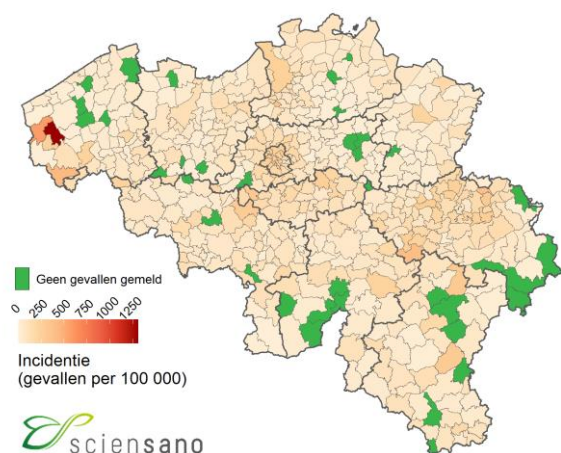 Geen gevallen gemeld
0 250 500 750 1000 1250
Incidentie
(gevallen per 100 000)
sciensano